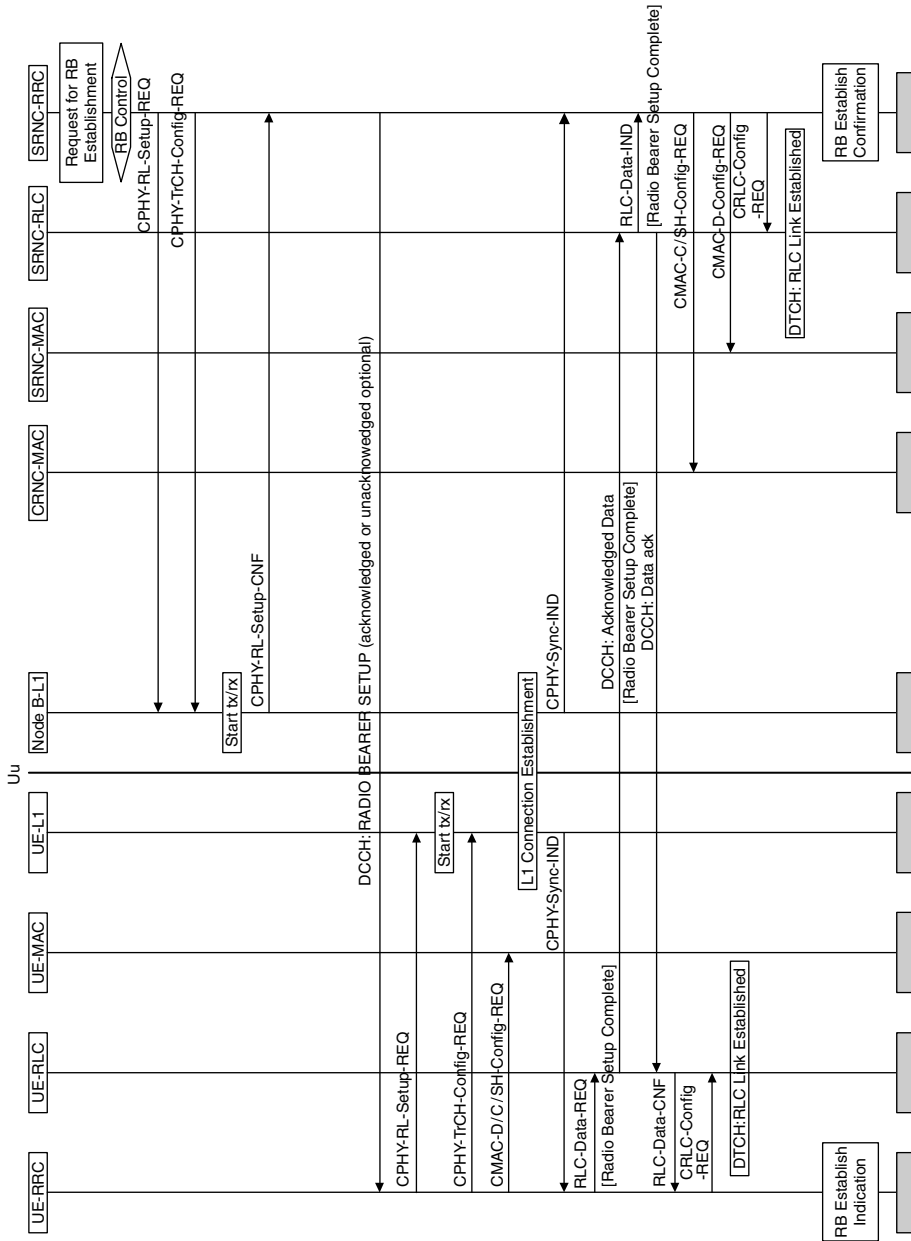 Uu
UE-RRC
UE-RLC
UE-MAC
UE-L1
Node B-L1
CRNC-MAC
SRNC-MAC
SRNC-RLC
SRNC-RRC
Request for RB
Establishment
RB Control
CPHY-RL-Setup-REQ
CPHY-TrCH-Config-REQ
Start tx/rx
CPHY-RL-Setup-CNF
DCCH: RADIO BEARER SETUP (acknowledged or unacknowedged optional)
CPHY-RL-Setup-REQ
Start tx/rx
CPHY-TrCH-Config-REQ
CMAC-D/C/SH-Config-REQ
L1 Connection Establishment
CPHY-Sync-IND
CPHY-Sync-IND
RLC-Data-REQ
[Radio Bearer Setup Complete]
DCCH: Acknowledged Data
[Radio Bearer Setup Complete]
RLC-Data-IND
[Radio Bearer Setup Complete]
DCCH: Data ack
RLC-Data-CNF
CMAC-C/SH-Config-REQ
CRLC-Config
-REQ
CMAC-D-Config-REQ
CRLC-Config
-REQ
DTCH:RLC Link Established
DTCH: RLC Link Established
RB Establish
Indication
RB Establish
Confirmation